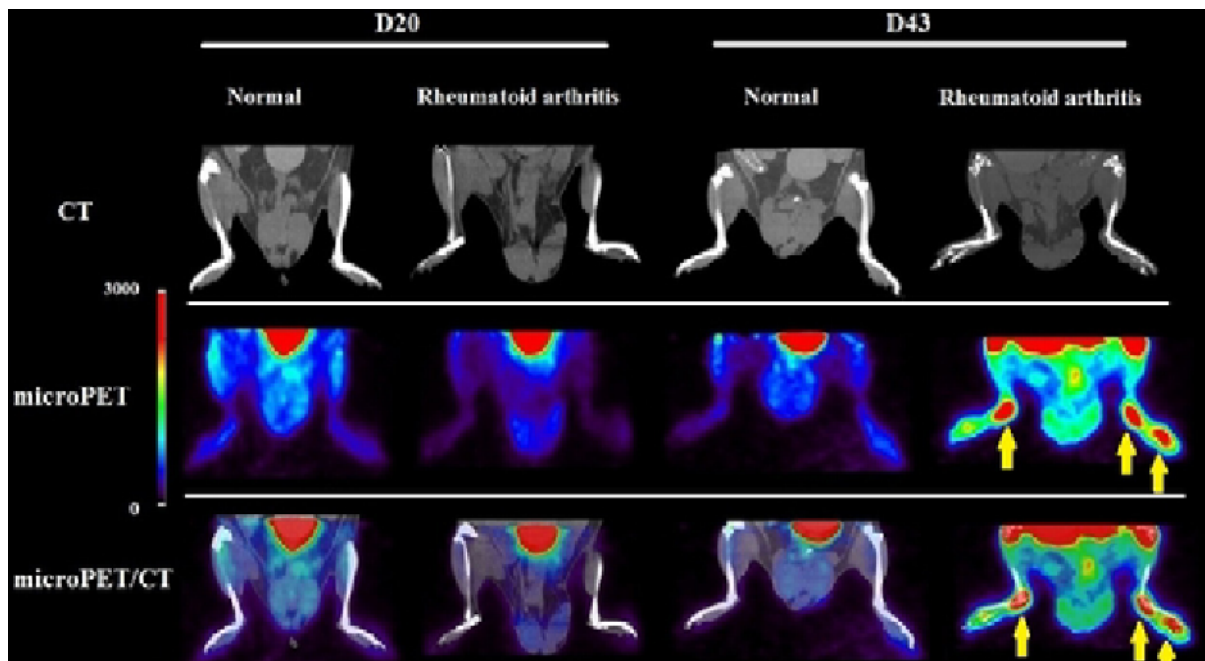 D20 D43
Normal Rheumatoid arthritis Normal Rheumatoid arthritis
CT
3000
microPET
0
microPET/CT